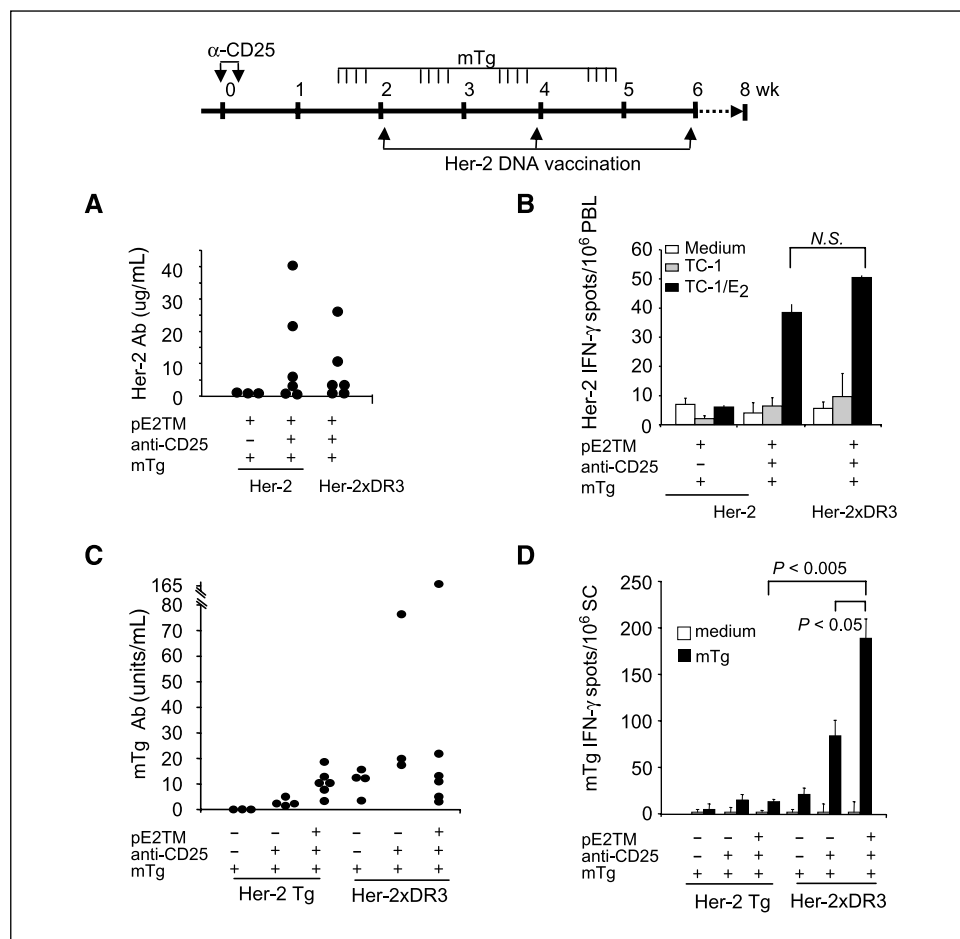 α-CD25
mTg
0 1 2 3 4 5 6 8 wk
Her-2 DNA vaccination
A
Her-2 Ab (ug/mL)
40
30
20
10
0
pE2TM + + +
anti-CD25 − + +
mTg + + +
Her-2 Her-2xDR3
B
Her-2 IFN-γ spots/10⁶ PBL
60
50
40
30
20
10
0
Medium
TC-1
TC-1/E₂
N.S.
pE2TM + + +
anti-CD25 − + +
mTg + + +
Her-2 Her-2xDR3
C
mTg Ab (units/mL)
165
80
70
60
50
40
30
20
10
0
pE2TM − − + − − +
anti-CD25 − + + − + +
mTg + + + + + +
Her-2 Tg Her-2xDR3
D
mTg IFN-γ spots/10⁶ SC
250
200
150
100
50
0
medium
mTg
P < 0.005
P < 0.05
pE2TM − − + − − +
anti-CD25 − + + − + +
mTg + + + + + +
Her-2 Tg Her-2xDR3